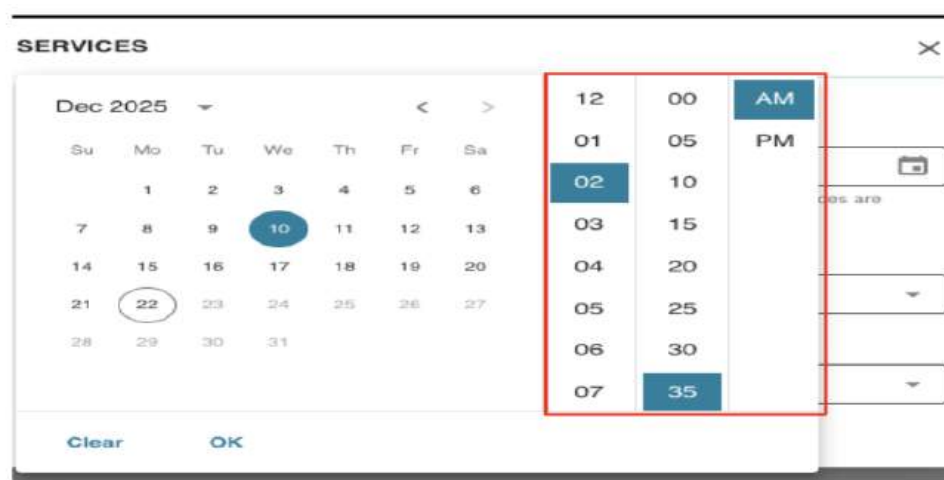 SERVICES
Dec 2025
Su Mo Tu We Th Fr Sa
1 2 3 4 5 6
7 8 9 10 11 12 13
14 15 16 17 18 19 20
21 22 23 24 25 26 27
28 29 30 31
Clear OK
12 00 AM
01 05 PM
02 10
03 15
04 20
05 25
06 30
07 35
are